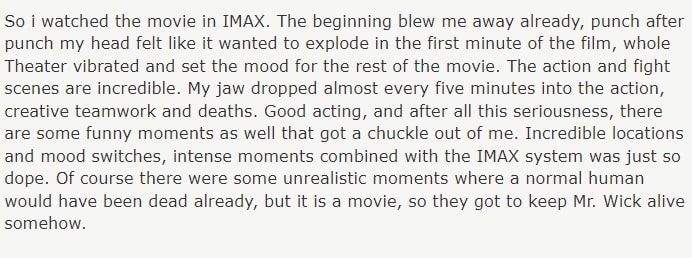 So i watched the movie in IMAX. The beginning blew me away already, punch after
punch my head felt like it wanted to explode in the first minute of the film, whole
Theater vibrated and set the mood for the rest of the movie. The action and fight
scenes are incredible. My jaw dropped almost every five minutes into the action,
creative teamwork and deaths. Good acting, and after all this seriousness, there
are some funny moments as well that got a chuckle out of me. Incredible locations
and mood switches, intense moments combined with the IMAX system was just so
dope. Of course there were some unrealistic moments where a normal human
would have been dead already, but it is a movie, so they got to keep Mr. Wick alive
somehow.